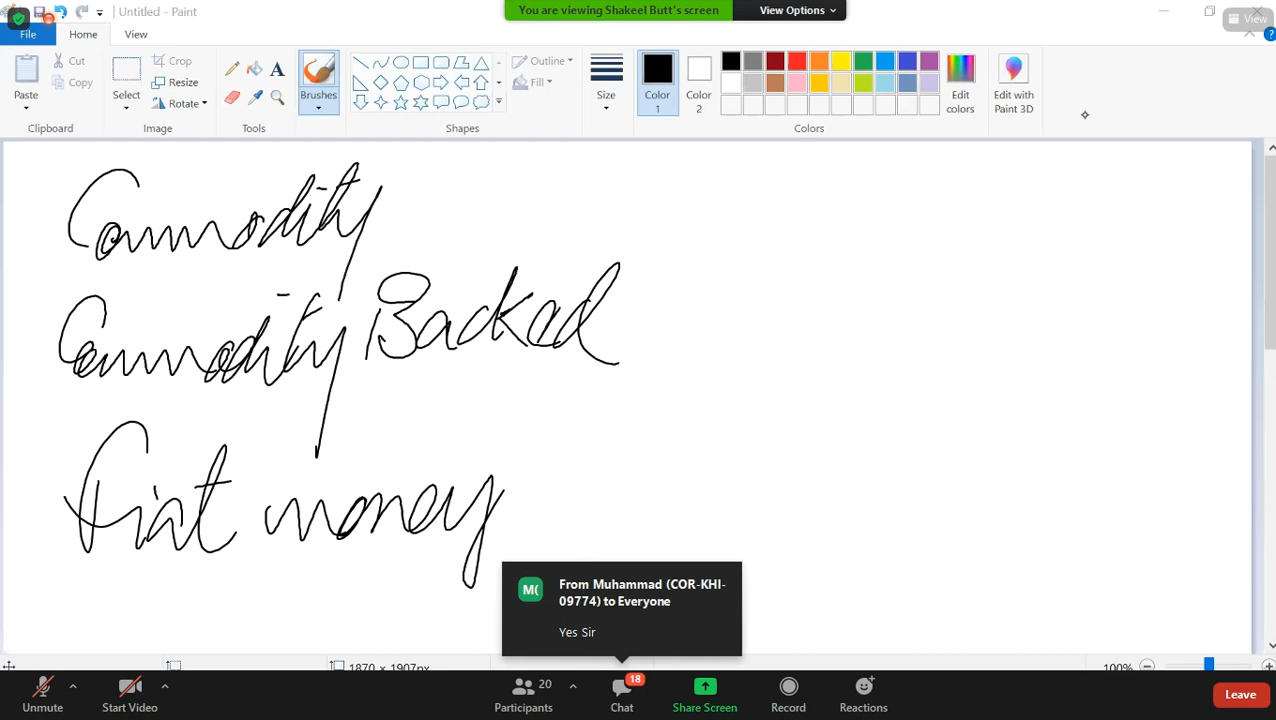 Untitled - Paint
You are viewing Shakeel Butt's screen
View Options
View
File
Home
View
Paste
Cut
Copy
Clipboard
Select
Crop
Resize
Rotate
Image
Tools
Brushes
Shapes
Outline
Fill
Size
Color 1
Color 2
Colors
Edit colors
Edit with Paint 3D
Commodity
Commodity Backed
Fiat money
M(
From Muhammad (COR-KHI-
09774) to Everyone
Yes Sir
1870 × 1907px
100%
Unmute
Start Video
20
Participants
18
Chat
Share Screen
Record
Reactions
Leave